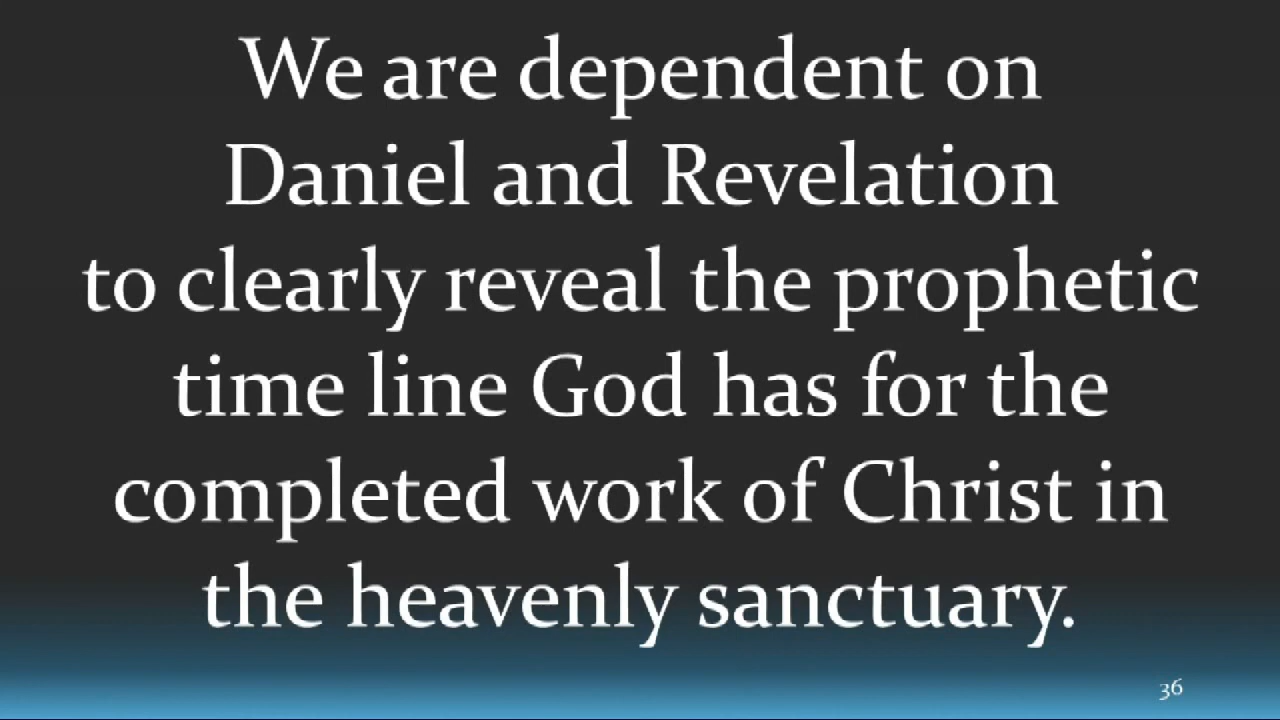 We are dependent on
Daniel and Revelation
to clearly reveal the prophetic
time line God has for the
completed work of Christ in
the heavenly sanctuary.
36